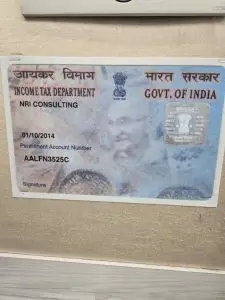 आयकर विभाग भारत सरकार
INCOME TAX DEPARTMENT GOVT. OF INDIA
NRI CONSULTING
01/10/2014
Permanent Account Number
AALFN3525C
Signature